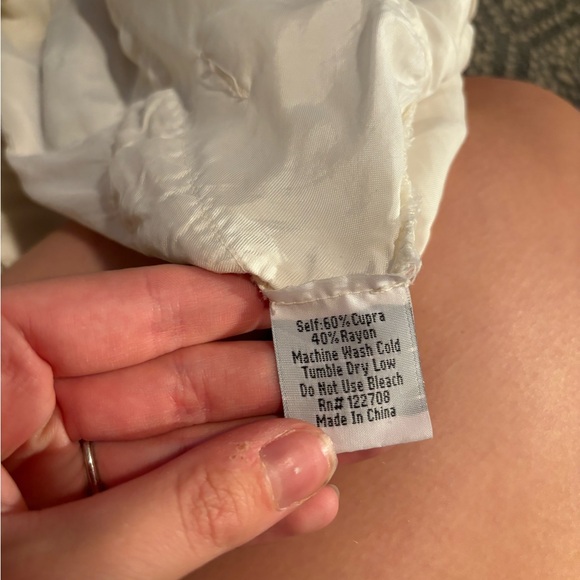 Self:60% Cupra
40% Rayon
Machine Wash Cold
Tumble Dry Low
Do Not Use Bleach
Rn# 122708
Made In China